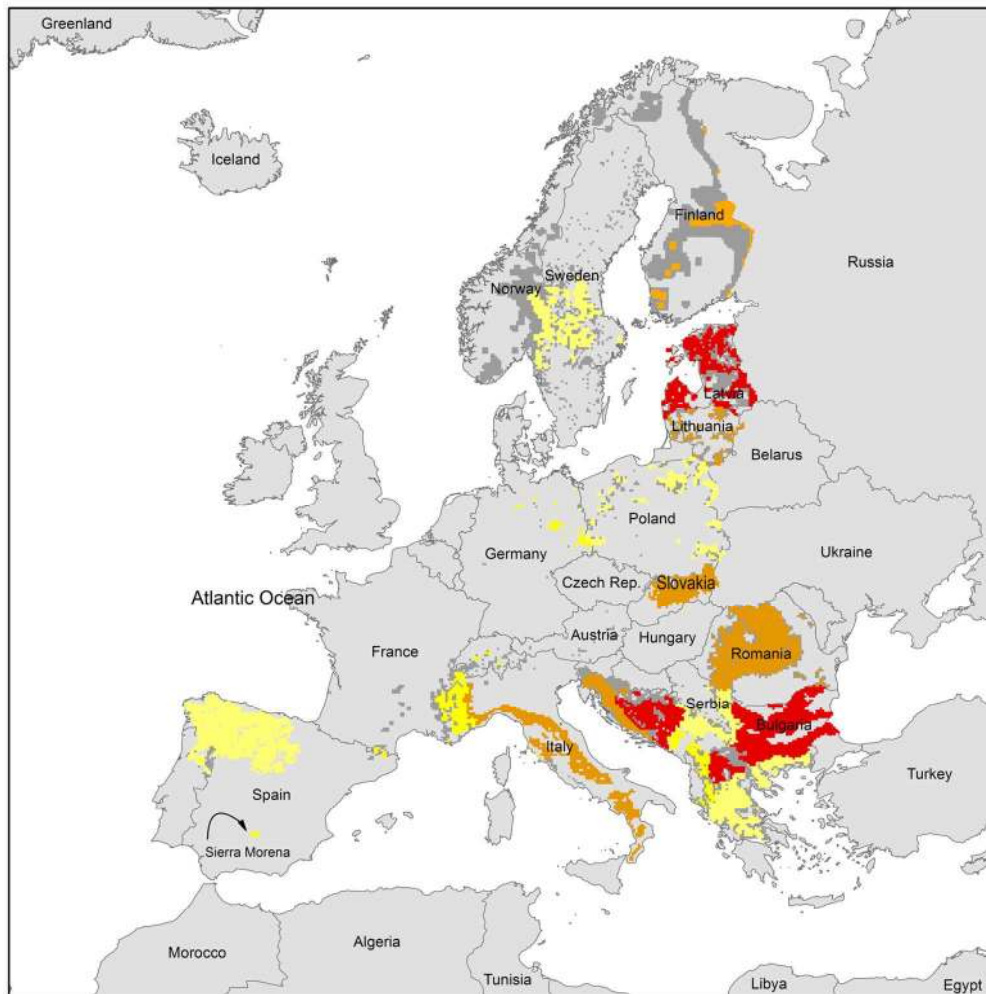 Greenland
Iceland
Finland
Russia
Sweden
Norway
Latvia
Lithuania
Belarus
Poland
Germany
Ukraine
Czech Rep.
Slovakia
Atlantic Ocean
Austria
Hungary
France
Romania
Serbia
Bulgaria
Italy
Turkey
Spain
Sierra Morena
Morocco
Algeria
Tunisia
Libya
Egypt